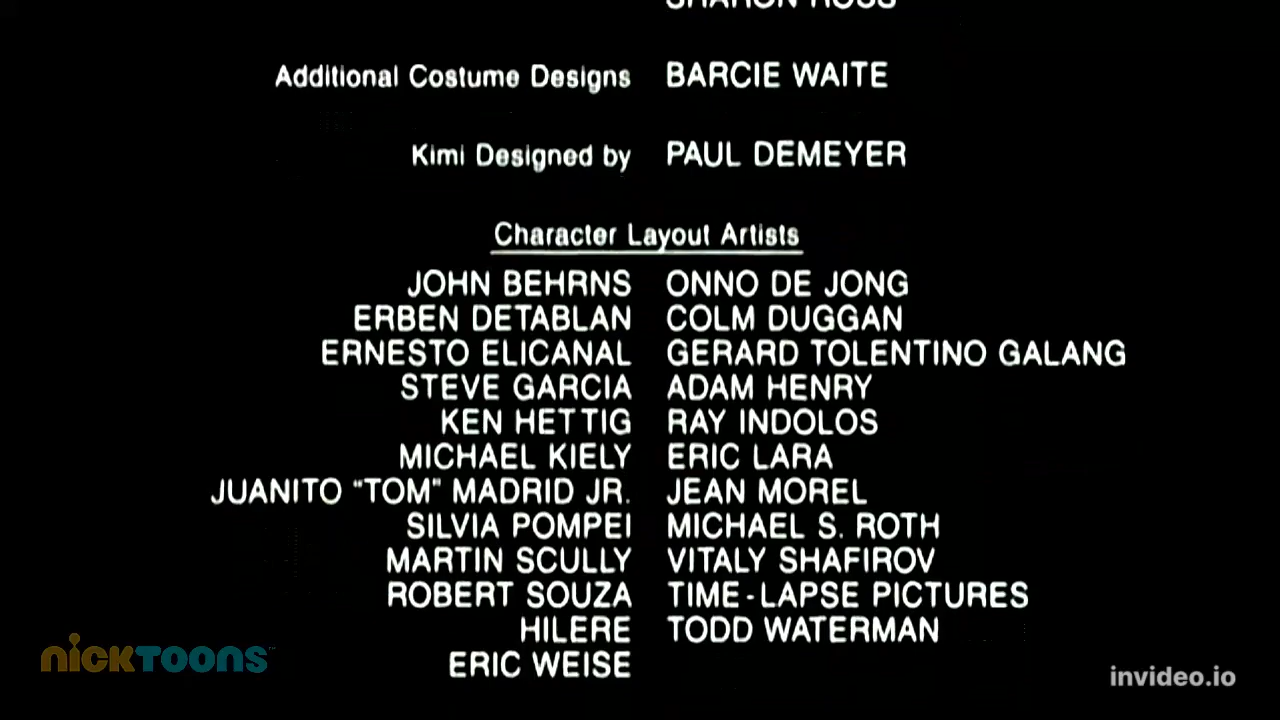 SHARON ROSS
Additional Costume Designs BARCIE WAITE
Kimi Designed by PAUL DEMEYER
Character Layout Artists
JOHN BEHRNS ONNO DE JONG
ERBEN DETABLAN COLM DUGGAN
ERNESTO ELICANAL GERARD TOLENTINO GALANG
STEVE GARCIA ADAM HENRY
KEN HETTIG RAY INDOLOS
MICHAEL KIELY ERIC LARA
JUANITO “TOM” MADRID JR. JEAN MOREL
SILVIA POMPEI MICHAEL S. ROTH
MARTIN SCULLY VITALY SHAFIROV
ROBERT SOUZA TIME-LAPSE PICTURES
HILERE TODD WATERMAN
ERIC WEISE
nickTOONS
invideo.io